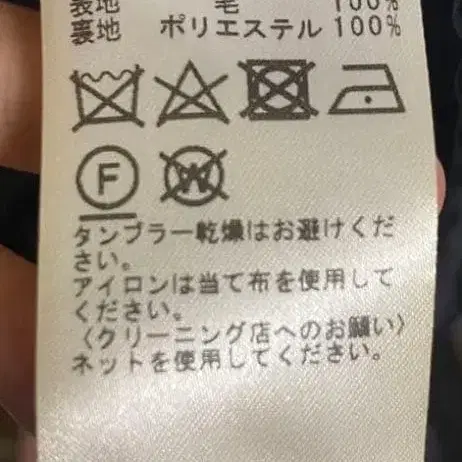 表地 毛 100%
裏地 ポリエステル 100%
F W
タンブラー乾燥はお避けくだ
さい。
アイロンは当て布を使用して
ください。
〈クリーニング店へのお願い〉
ネットを使用してください。